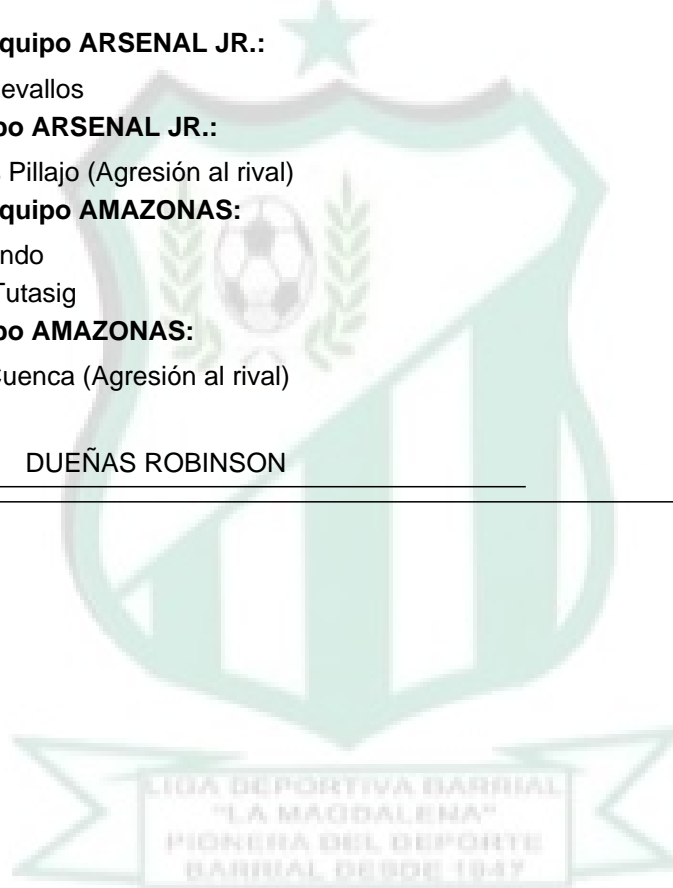 quipo ARSENAL JR.:
evallos
po ARSENAL JR.:
Pillajo (Agresión al rival)
quipo AMAZONAS:
ndo
Tutasig
po AMAZONAS:
Cuenca (Agresión al rival)
DUEÑAS ROBINSON
LIGA DEPORTIVA BARRIAL
"LA MAGDALENA"
PIONERA DEL DEPORTE
BARRIAL DESDE 1947